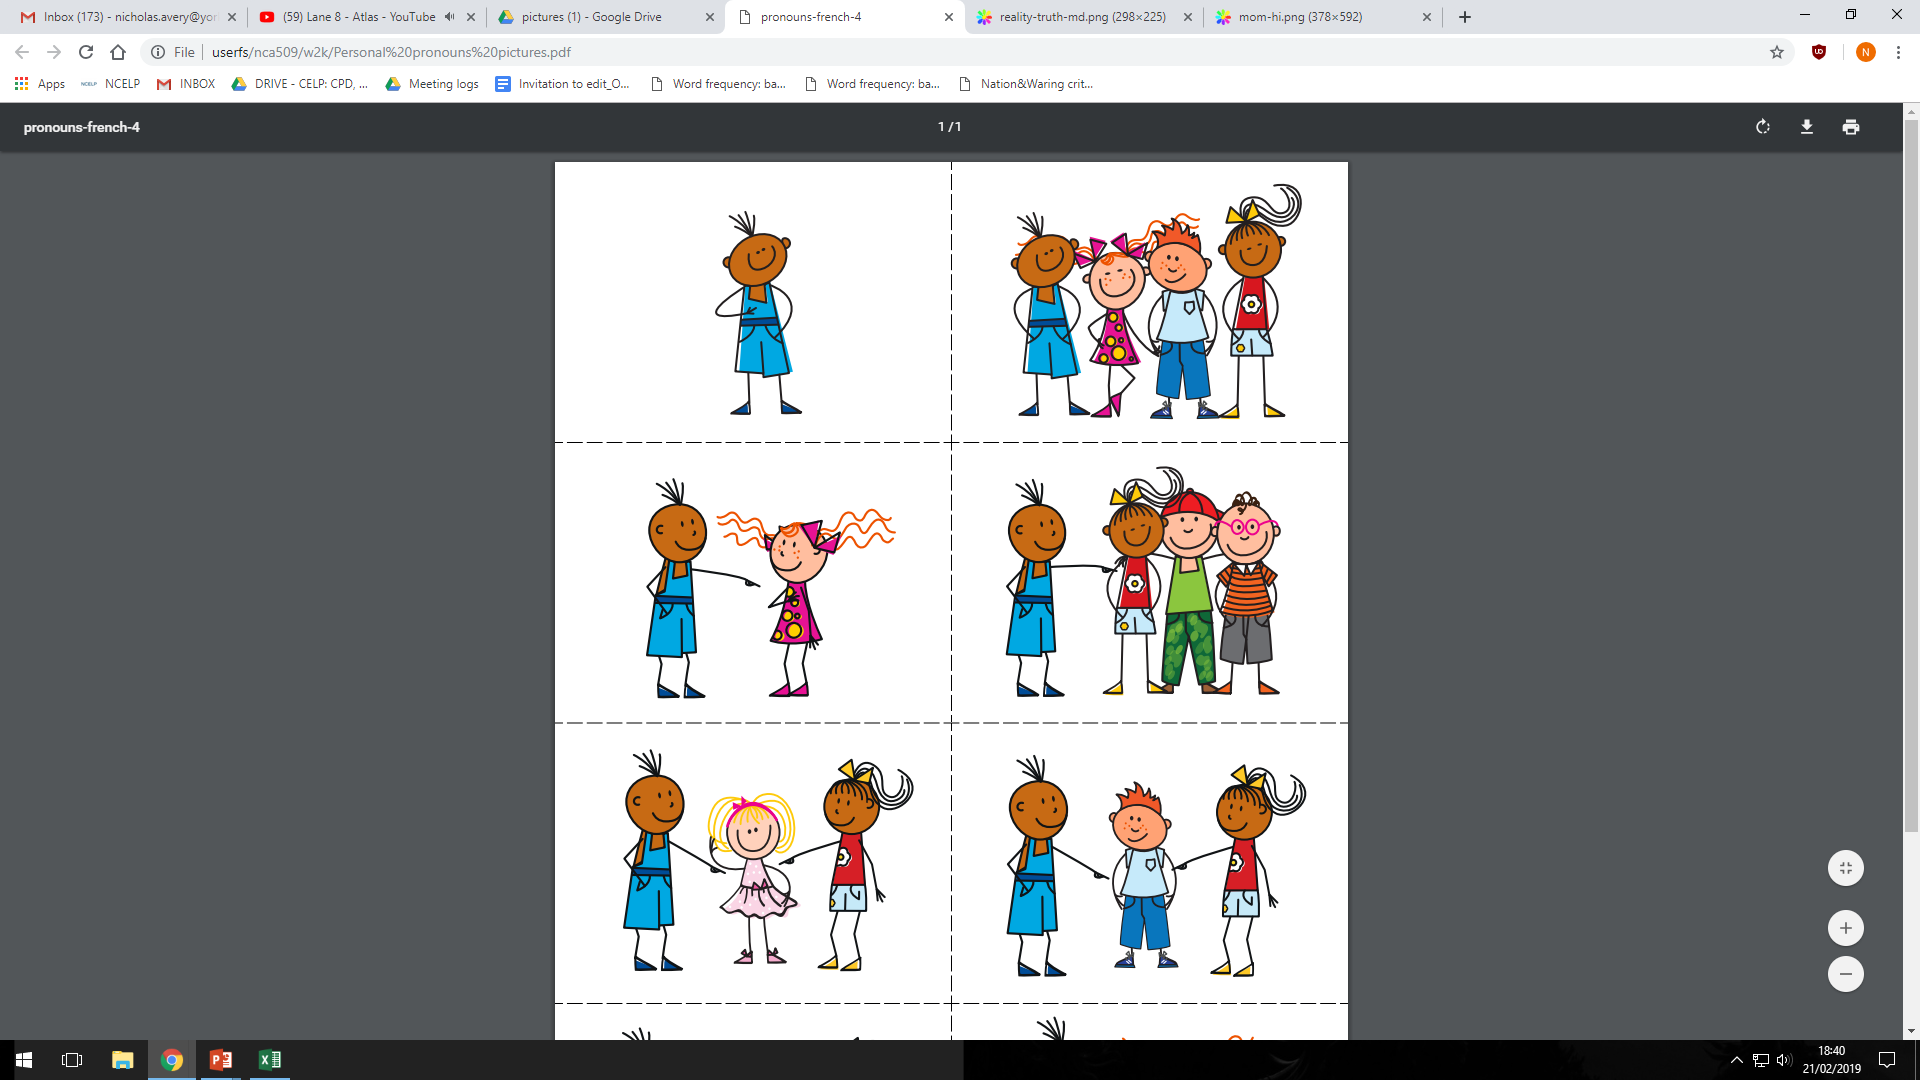 Inbox (173) - nicholas.avery@yor
(59) Lane 8 - Atlas - YouTube
pictures (1) - Google Drive
pronouns-french-4
reality-truth-md.png (298×225)
mom-hi.png (378×592)
File
userfs/nca509/w2k/Personal%20pronouns%20pictures.pdf
N
Apps
NCELP
NCELP
INBOX
DRIVE - CELP: CPD, ...
Meeting logs
Invitation to edit_O...
Word frequency: ba...
Word frequency: ba...
Nation&Waring crit...
pronouns-french-4
1 / 1
18:40
21/02/2019